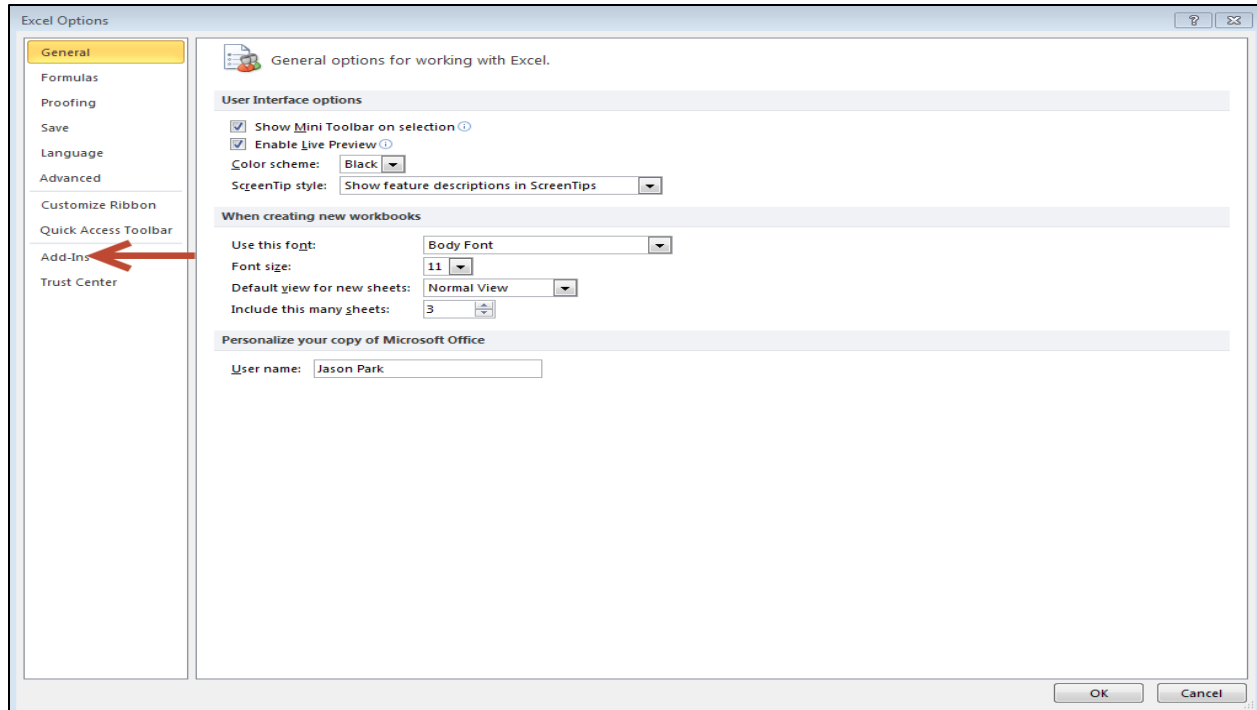 Excel Options
General
Formulas
Proofing
Save
Language
Advanced
Customize Ribbon
Quick Access Toolbar
Add-Ins
Trust Center
General options for working with Excel.
User Interface options
Show Mini Toolbar on selection
Enable Live Preview
Color scheme: Black
ScreenTip style: Show feature descriptions in ScreenTips
When creating new workbooks
Use this font: Body Font
Font size: 11
Default view for new sheets: Normal View
Include this many sheets: 3
Personalize your copy of Microsoft Office
User name: Jason Park
OK Cancel